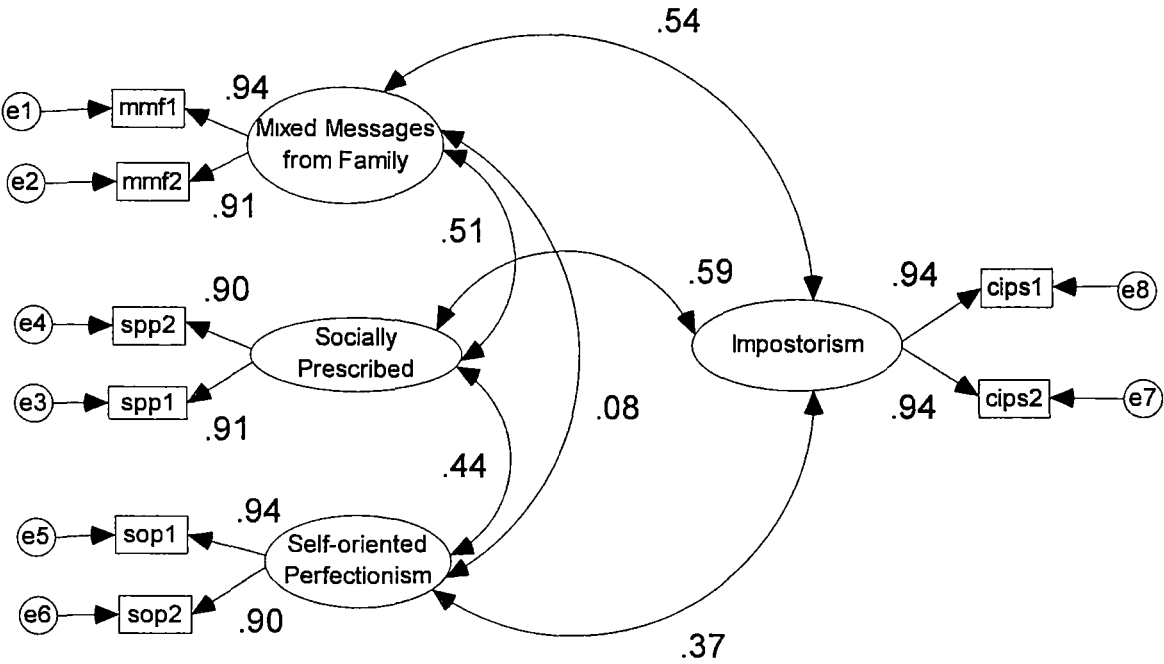 .54
e1
mmf1
.94
Mixed Messages
from Family
e2
mmf2
.91
.51
.59
.90
e4
spp2
Socially
Prescribed
e3
spp1
.91
.94
cips1
e8
Impostorism
.94
cips2
e7
.08
.44
e5
sop1
.94
Self-oriented
Perfectionism
e6
sop2
.90
.37